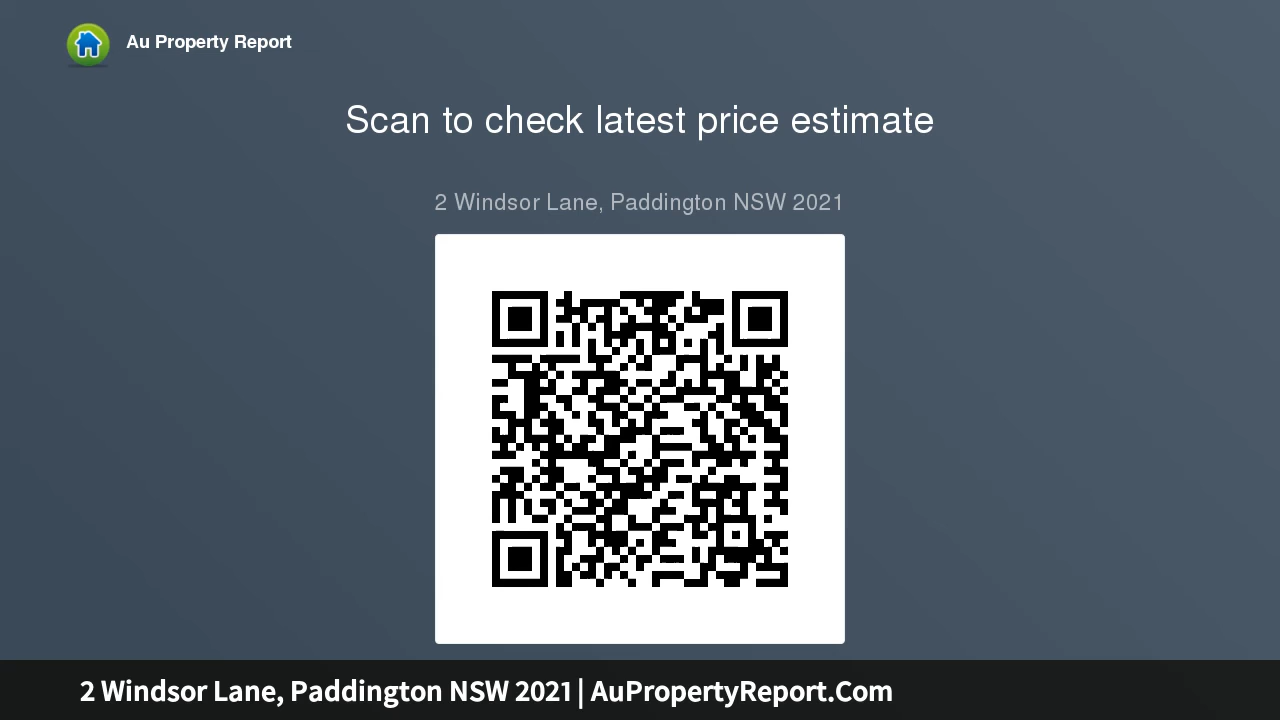 Au Property Report
Scan to check latest price estimate
2 Windsor Lane, Paddington NSW 2021
2 Windsor Lane, Paddington NSW 2021 | AuPropertyReport.Com